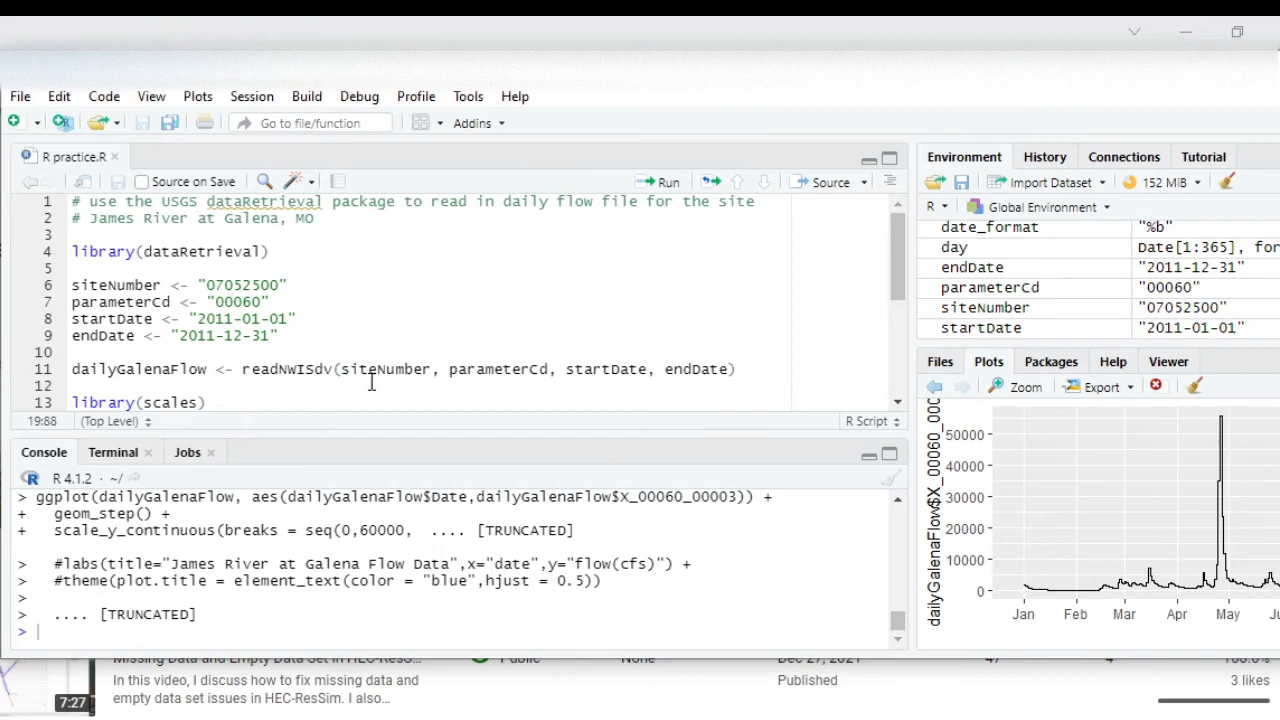 File Edit Code View Plots Session Build Debug Profile Tools Help
Go to file/function Addins
R practice.R
Source on Save Run Source
1 # use the USGS dataRetrieval package to read in daily flow file for the site
2 # James River at Galena, MO
3
4 library(dataRetrieval)
5
6 siteNumber <- "07052500"
7 parameterCd <- "00060"
8 startDate <- "2011-01-01"
9 endDate <- "2011-12-31"
10
11 dailyGalenaFlow <- readNWISdv(siteNumber, parameterCd, startDate, endDate)
12
13 library(scales)
19:88 (Top Level) R Script
Console Terminal Jobs
R 4.1.2 · ~/
> ggplot(dailyGalenaFlow, aes(dailyGalenaFlow$Date,dailyGalenaFlow$X_00060_00003)) +
+ geom_step() +
+ scale_y_continuous(breaks = seq(0,60000, .... [TRUNCATED]
> #labs(title="James River at Galena Flow Data",x="date",y="flow(cfs)") +
> #theme(plot.title = element_text(color = "blue",hjust = 0.5))
>
> .... [TRUNCATED]
>
Environment History Connections Tutorial
Import Dataset 152 MiB
R Global Environment
date_format "%b"
day Date[1:365], for
endDate "2011-12-31"
parameterCd "00060"
siteNumber "07052500"
startDate "2011-01-01"
Files Plots Packages Help Viewer
Zoom Export
dailyGalenaFlow$X_00060_000
50000
40000
30000
20000
10000
0
Jan Feb Mar Apr May Ju
Missing Data and Empty Data Set in HEC-ResS... Public None Dec 27, 2021 47 4 100.0%
In this video, I discuss how to fix missing data and Published 3 likes
empty data set issues in HEC-ResSim. I also...
7:27